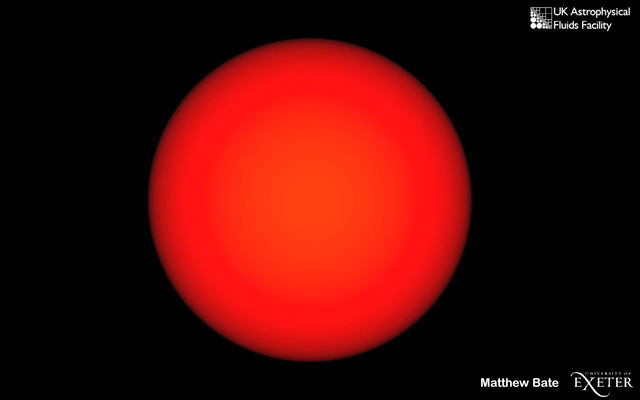 UK Astrophysical
Fluids Facility
Matthew Bate
UNIVERSITY OF
EXETER